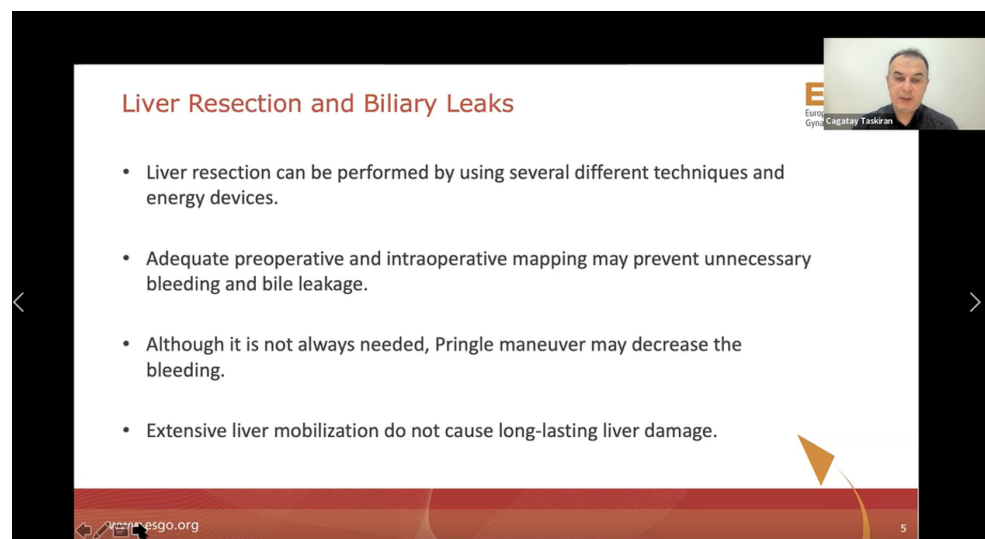 Liver Resection and Biliary Leaks
E
Europ
Gyna
Cagatay Taskiran
• Liver resection can be performed by using several different techniques and
energy devices.
• Adequate preoperative and intraoperative mapping may prevent unnecessary
bleeding and bile leakage.
• Although it is not always needed, Pringle maneuver may decrease the
bleeding.
• Extensive liver mobilization do not cause long-lasting liver damage.
www.esgo.org
5